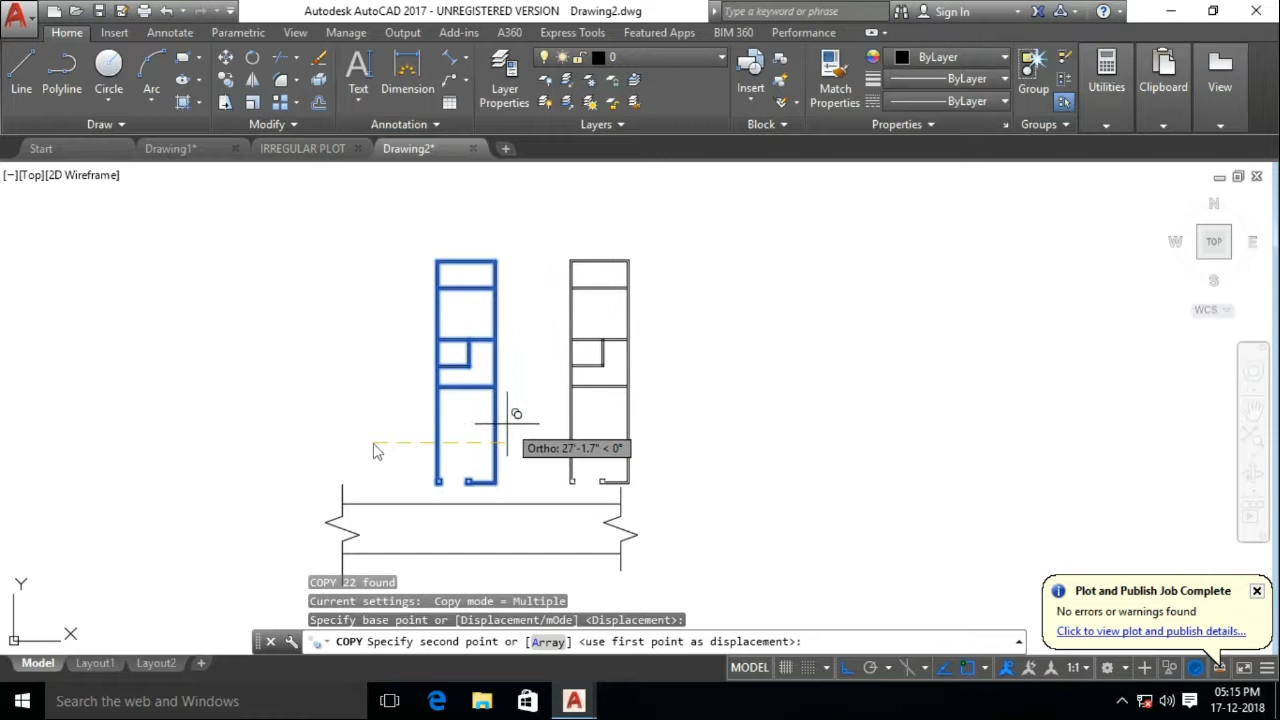 Autodesk AutoCAD 2017 - UNREGISTERED VERSION Drawing2.dwg
Type a keyword or phrase
Sign In
Home Insert Annotate Parametric View Manage Output Add-ins A360 Express Tools Featured Apps BIM 360 Performance
0
ByLayer
ByLayer
ByLayer
Line Polyline Circle Arc
Text Dimension
Layer Properties
Insert
Match Properties
Group
Utilities
Clipboard
View
Draw Modify Annotation Layers Block Properties Groups
Start Drawing1* IRREGULAR PLOT Drawing2*
[−][Top][2D Wireframe]
N
W TOP E
S
WCS
Ortho: 27'-1.7" < 0°
Y
X
COPY 22 found
Current settings: Copy mode = Multiple
Specify base point or [Displacement/mOde] <Displacement>:
COPY Specify second point or [Array] <use first point as displacement>:
Plot and Publish Job Complete
No errors or warnings found
Click to view plot and publish details...
Model Layout1 Layout2
MODEL
1:1
Search the web and Windows
05:15 PM
17-12-2018